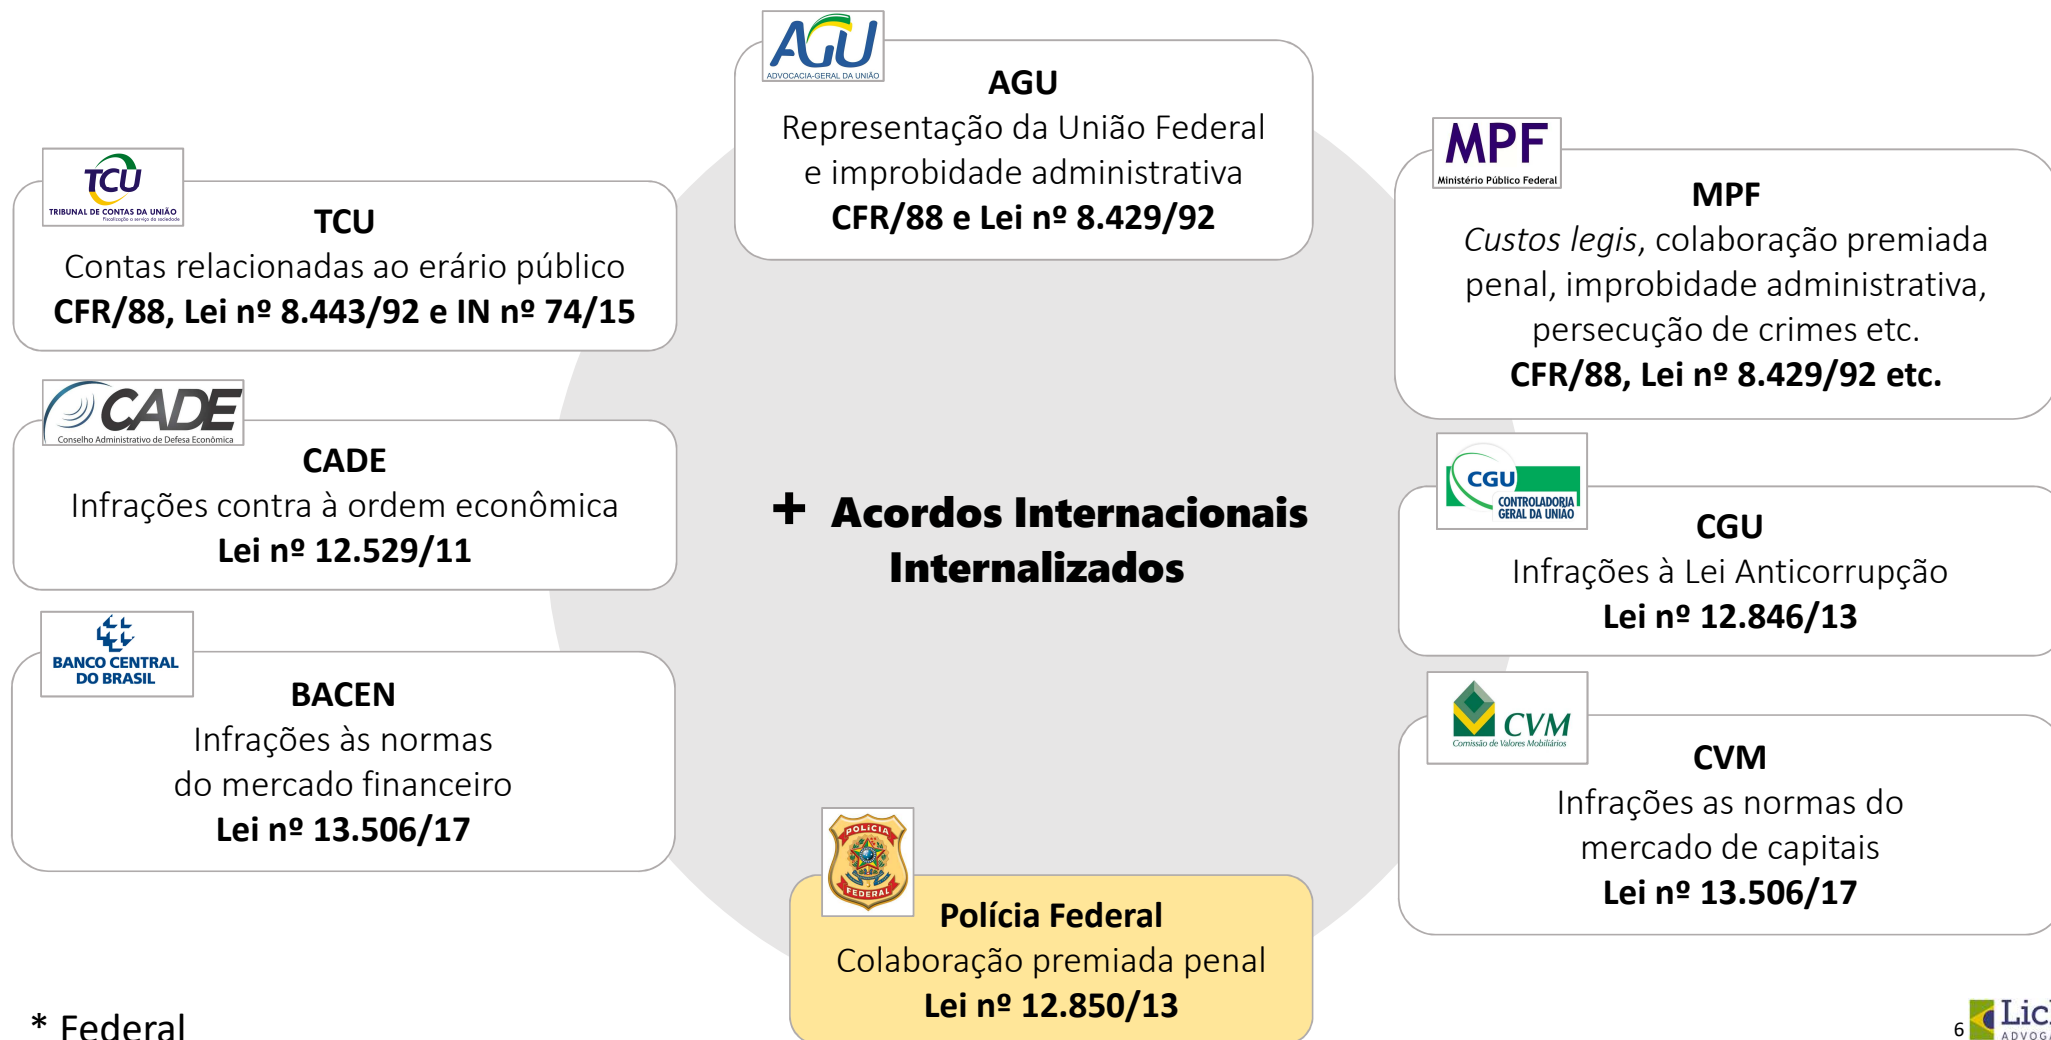 AGU
ADVOCACIA-GERAL DA UNIÃO
AGU
Representação da União Federal
e improbidade administrativa
CFR/88 e Lei nº 8.429/92
TCU
TRIBUNAL DE CONTAS DA UNIÃO
Fiscalização a serviço da sociedade
TCU
Contas relacionadas ao erário público
CFR/88, Lei nº 8.443/92 e IN nº 74/15
MPF
Ministério Público Federal
MPF
Custos legis, colaboração premiada
penal, improbidade administrativa,
persecução de crimes etc.
CFR/88, Lei nº 8.429/92 etc.
CADE
Conselho Administrativo de Defesa Econômica
CADE
Infrações contra à ordem econômica
Lei nº 12.529/11
+ Acordos Internacionais
Internalizados
CGU
CONTROLADORIA
GERAL DA UNIÃO
CGU
Infrações à Lei Anticorrupção
Lei nº 12.846/13
BANCO CENTRAL
DO BRASIL
BACEN
Infrações às normas
do mercado financeiro
Lei nº 13.506/17
CVM
Comissão de Valores Mobiliários
CVM
Infrações as normas do
mercado de capitais
Lei nº 13.506/17
POLÍCIA
FEDERAL
Polícia Federal
Colaboração premiada penal
Lei nº 12.850/13
* Federal
6